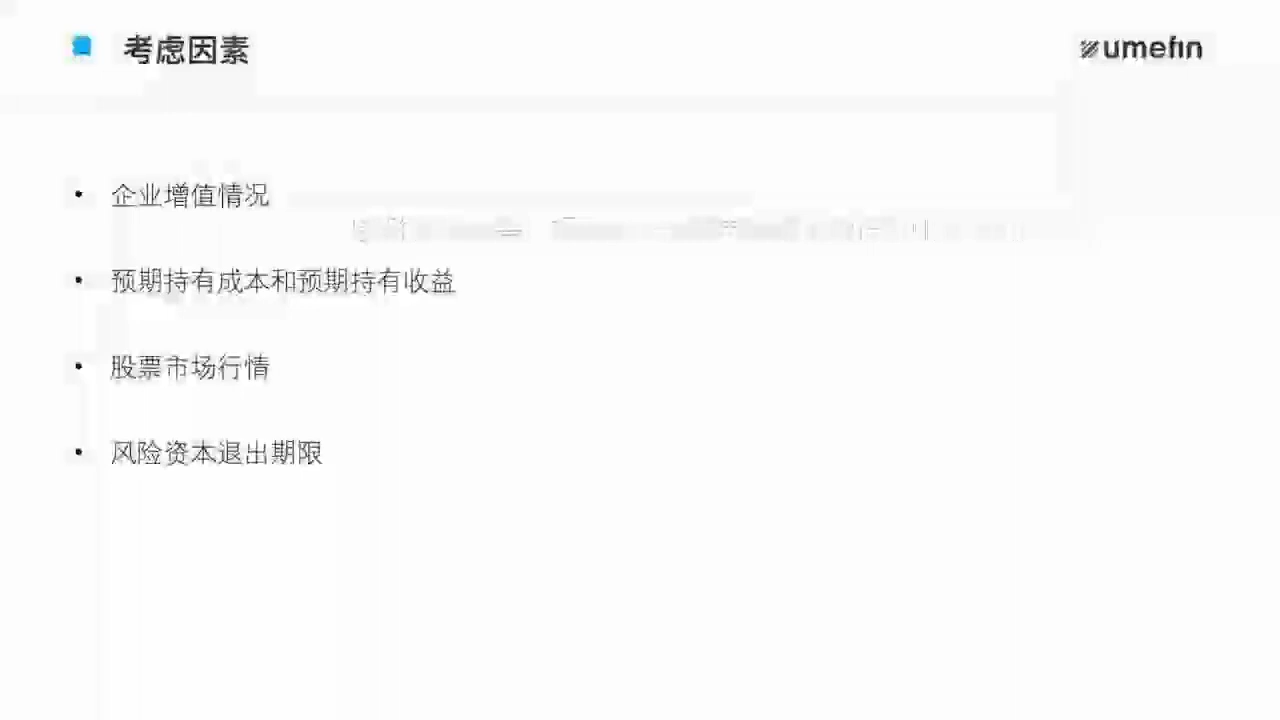 考虑因素
umefin
企业增值情况
预期持有成本和预期持有收益
股票市场行情
风险资本退出期限